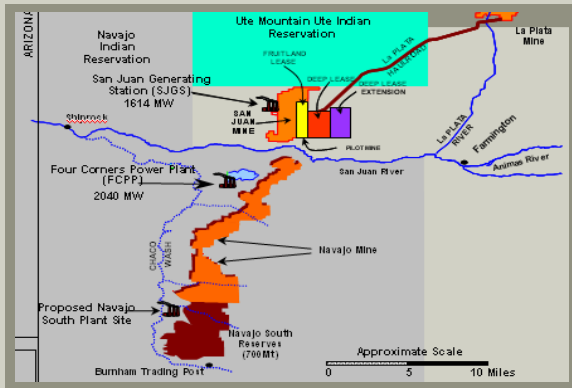 ARIZONA
Navajo
Indian
Reservation
Ute Mountain Ute Indian
Reservation
La Plata
Mine
FRUITLAND
LEASE
La PLATA
HAULROAD
San Juan Generating
Station (SJGS)
1614 MW
DEEP LEASE
DEEP LEASE
EXTENSION
SAN
JUAN
MINE
La PLATA
RIVER
Shiprock
PILOT MINE
Farmington
San Juan River
Animas River
Four Corners Power Plant
(FCPP)
2040 MW
CHACO
WASH
Navajo Mine
Proposed Navajo
South Plant Site
Navajo South
Reserves
(700Mt)
Burnham Trading Post
Approximate Scale
0
5
10 Miles